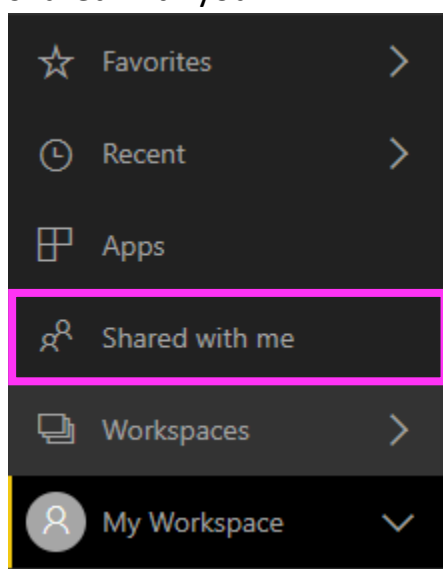 Favorites
Recent
Apps
Shared with me
Workspaces
My Workspace